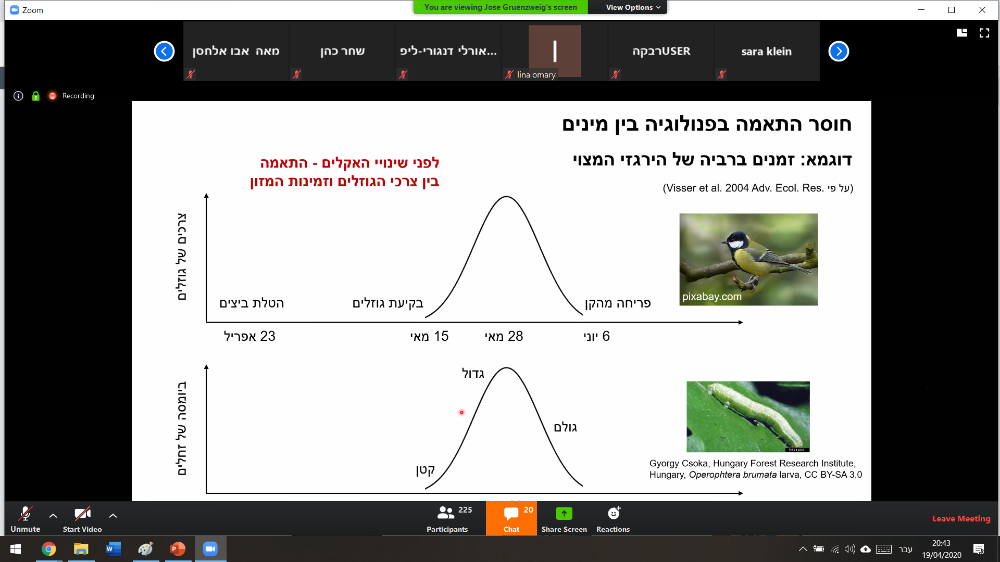 Zoom
You are viewing Jose Gruenzweig's screen
View Options
מאה אבו אלחסן
שחר כהן
אורלי דנגורי-ליפ...
I
lina omary
רבקהUSER
sara klein
Recording
חוסר התאמה בפנולוגיה בין מינים
דוגמא: זמנים ברביה של הירגזי המצוי
(על פי Visser et al. 2004 Adv. Ecol. Res.)
לפני שינויי האקלים - התאמה
בין צרכי הגוזלים וזמינות המזון
צרכים של גוזלים
הטלת ביצים
בקיעת גוזלים
פריחה מהקן
23 אפריל
15 מאי
28 מאי
6 יוני
pixabay.com
ביומסה של זחלים
גדול
גולם
קטן
5371408
Gyorgy Csoka, Hungary Forest Research Institute,
Hungary, Operophtera brumata larva, CC BY-SA 3.0
Unmute
Start Video
225
Participants
20
Chat
Share Screen
Reactions
Leave Meeting
עבר
20:43
19/04/2020